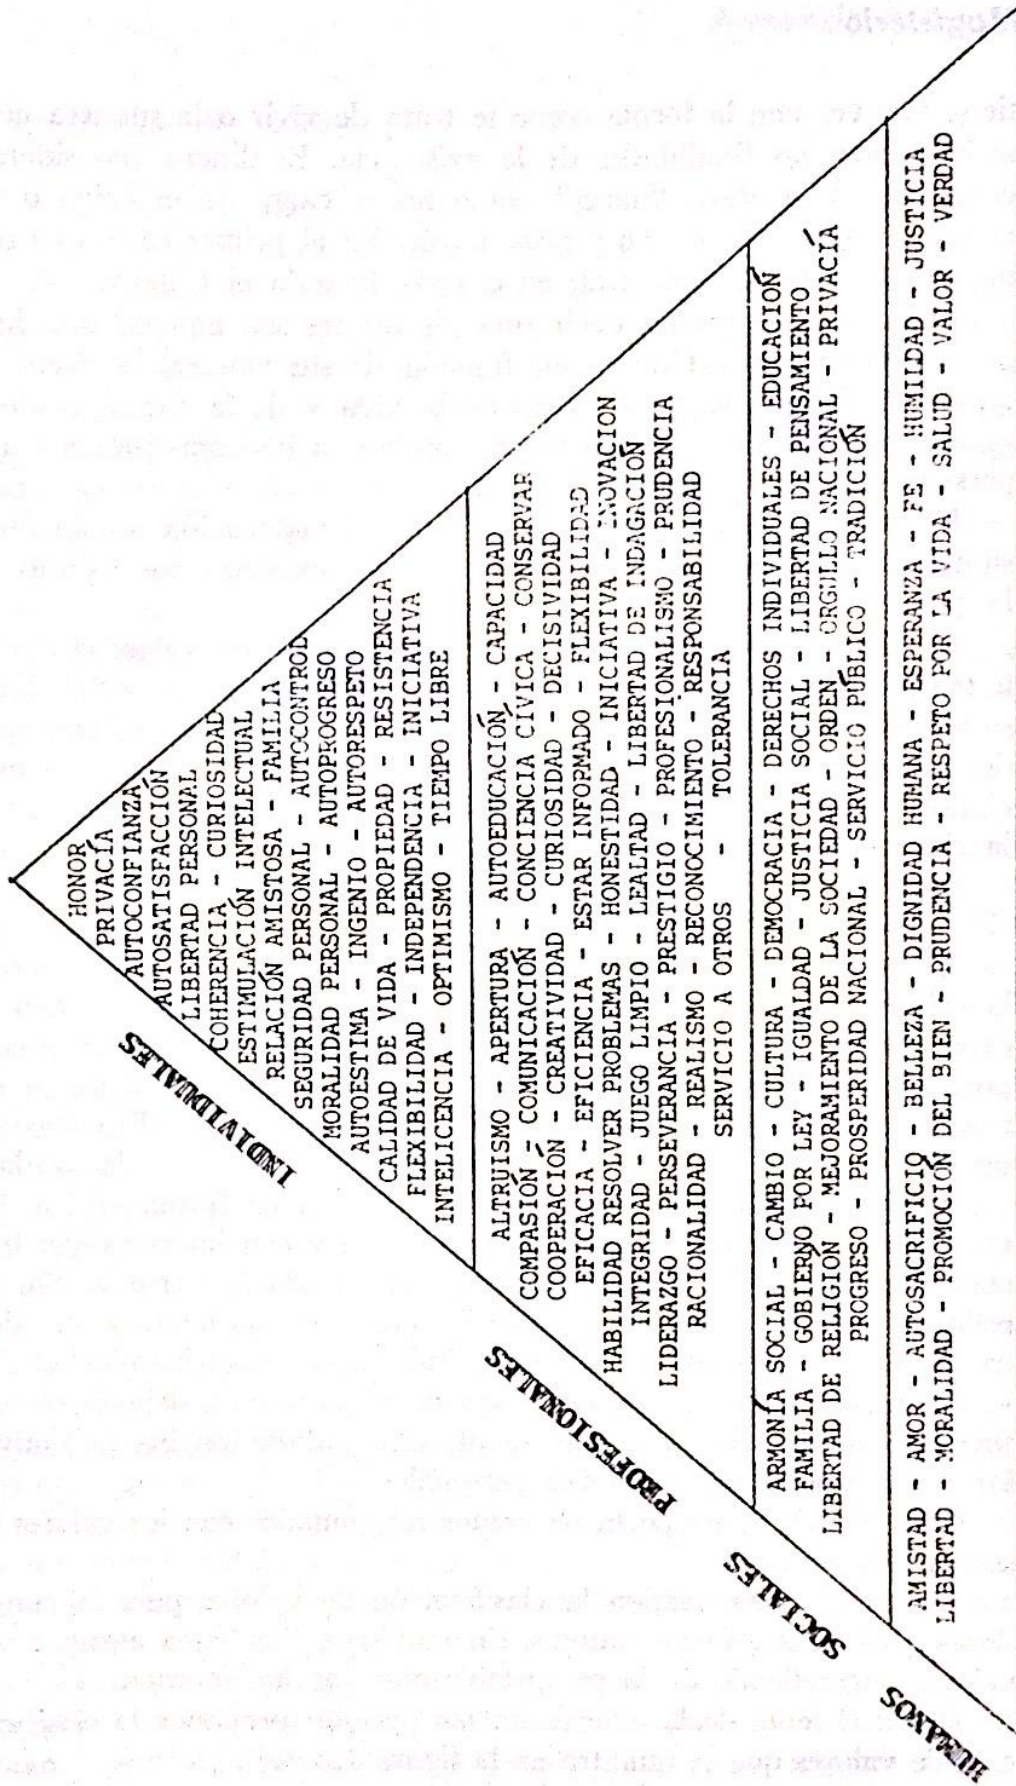 INDIVIDUALES
HONOR
PRIVACÍA
AUTOCONFIANZA
AUTOSATISFACCIÓN
LIBERTAD PERSONAL
COHERENCIA - CURIOSIDAD
ESTIMULACIÓN INTELECTUAL
RELACIÓN AMISTOSA - FAMILIA
SEGURIDAD PERSONAL - AUTOCONTROL
MORALIDAD PERSONAL - AUTOPROGRESO
AUTOESTIMA - INGENIO - AUTORESPETO
CALIDAD DE VIDA - PROPIEDAD - RESISTENCIA
FLEXIBILIDAD - INDEPENDENCIA - INICIATIVA
INTELICENCIA - OPTIMISMO - TIEMPO LIBRE
PROFESIONALES
ALTRUISMO - APERTURA - AUTOEDUCACIÓN - CAPACIDAD
COMPASIÓN - COMUNICACIÓN - CONCIENCIA CÍVICA - CONSERVAR
COOPERACIÓN - CREATIVIDAD - CURIOSIDAD - DECISIVIDAD
EFICACIA - EFICIENCIA - ESTAR INFORMADO - FLEXIBILIDAD
HABILIDAD RESOLVER PROBLEMAS - HONESTIDAD - INICIATIVA - INOVACION
INTEGRIDAD - JUEGO LIMPIO - LEALTAD - LIBERTAD DE INDAGACIÓN
LIDERAZGO - PERSEVERANCIA - PRESTIGIO - PROFESIONALISMO - PRUDENCIA
RACIONALIDAD - REALISMO - RECONOCIMIENTO - RESPONSABILIDAD
SERVICIO A OTROS - TOLERANCIA
SOCIALES
ARMONÍA SOCIAL - CAMBIO - CULTURA - DEMOCRACIA - DERECHOS INDIVIDUALES - EDUCACIÓN
FAMILIA - GOBIERNO POR LEY - IGUALDAD - JUSTICIA SOCIAL - LIBERTAD DE PENSAMIENTO
LIBERTAD DE RELIGIÓN - MEJORAMIENTO DE LA SOCIEDAD - ORDEN - ORGULLO NACIONAL - PRIVACÍA
PROGRESO - PROSPERIDAD NACIONAL - SERVICIO PÚBLICO - TRADICIÓN
HUMANOS
AMISTAD - AMOR - AUTOSACRIFICIO - BELLEZA - DIGNIDAD HUMANA - ESPERANZA - FE - HUMILDAD - JUSTICIA
LIBERTAD - MORALIDAD - PROMOCIÓN DEL BIEN - PRUDENCIA - RESPETO POR LA VIDA - SALUD - VALOR - VERDAD